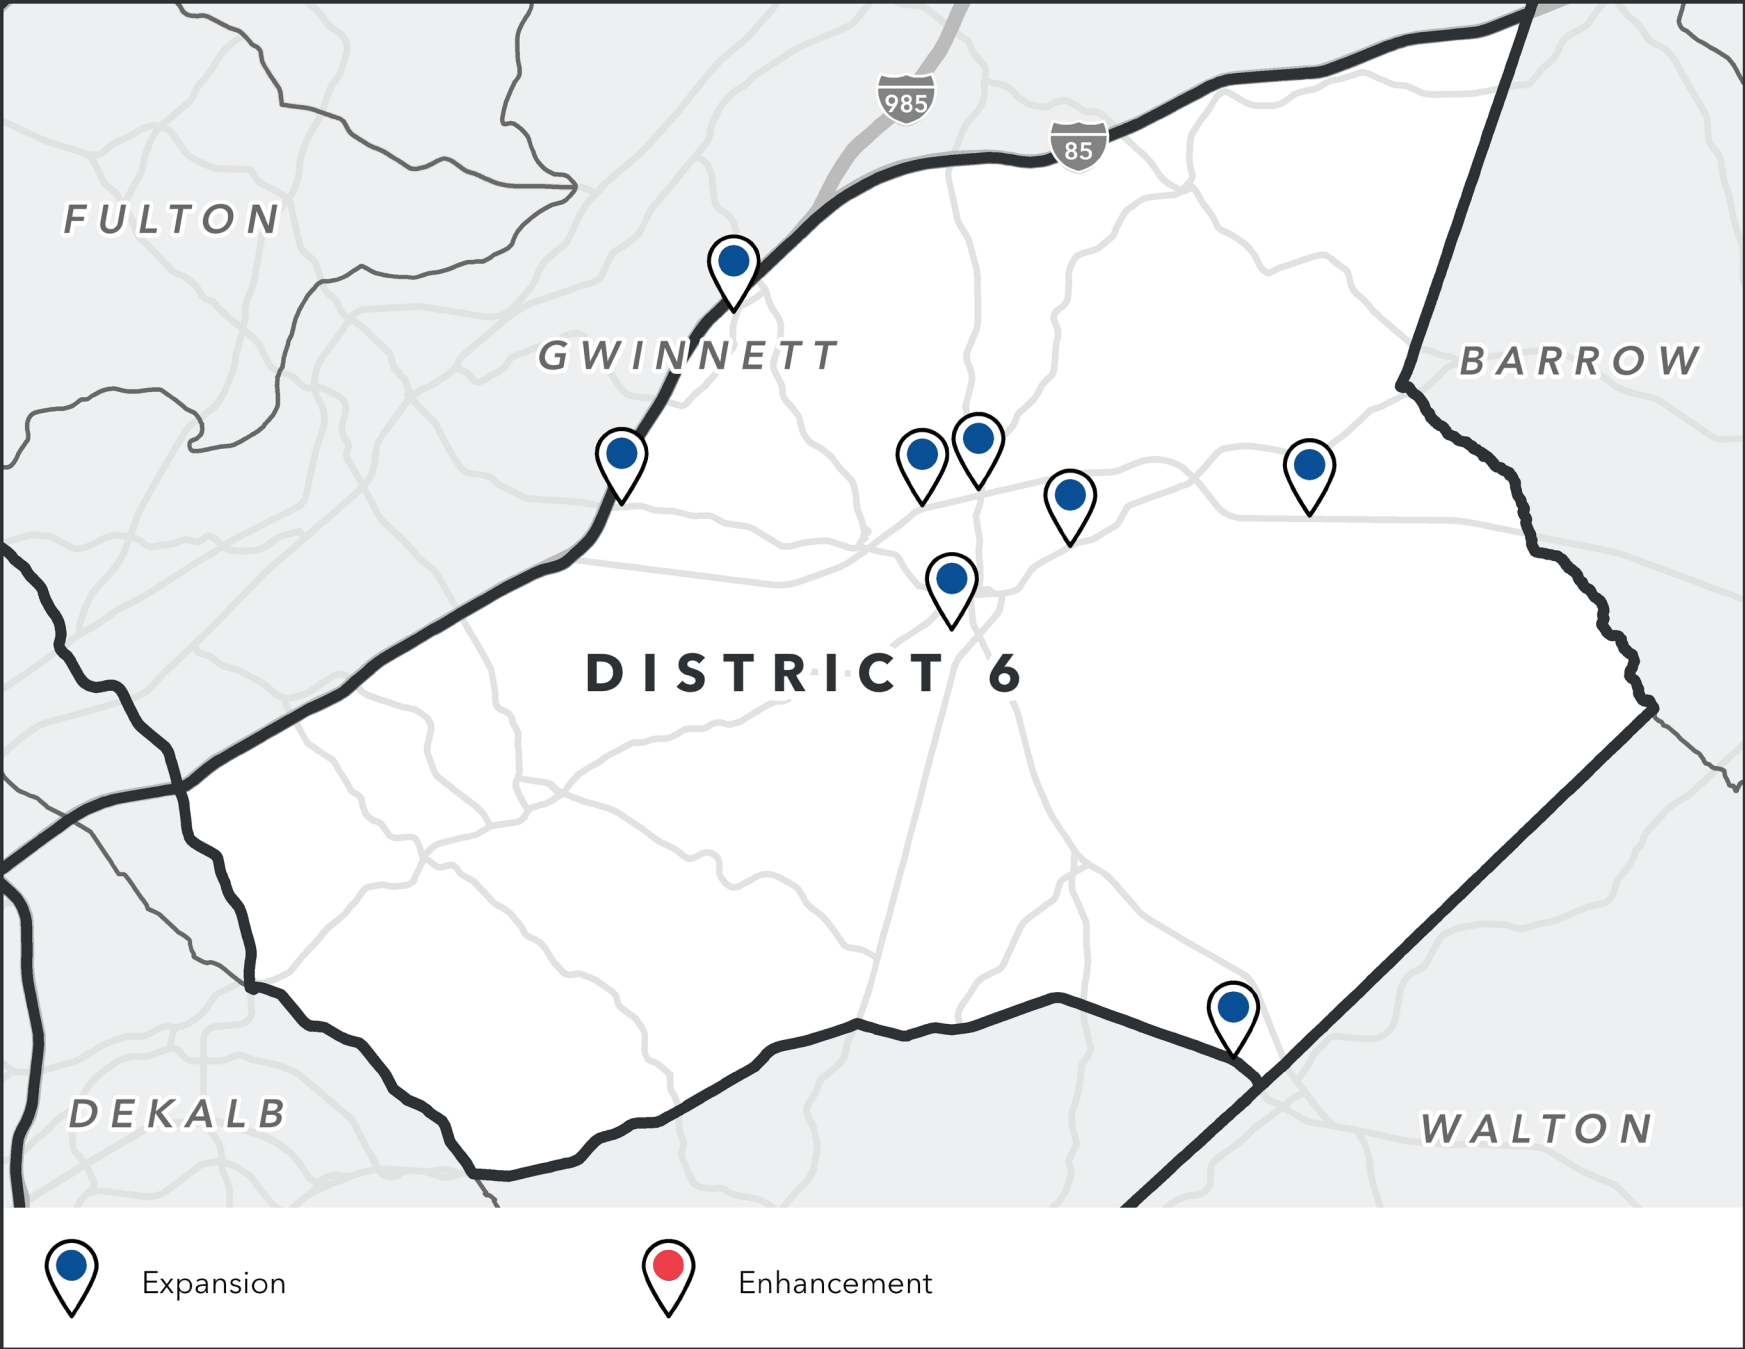 985
85
FULTON
GWINNETT
BARROW
DISTRICT 6
DEKALB
WALTON
Expansion
Enhancement